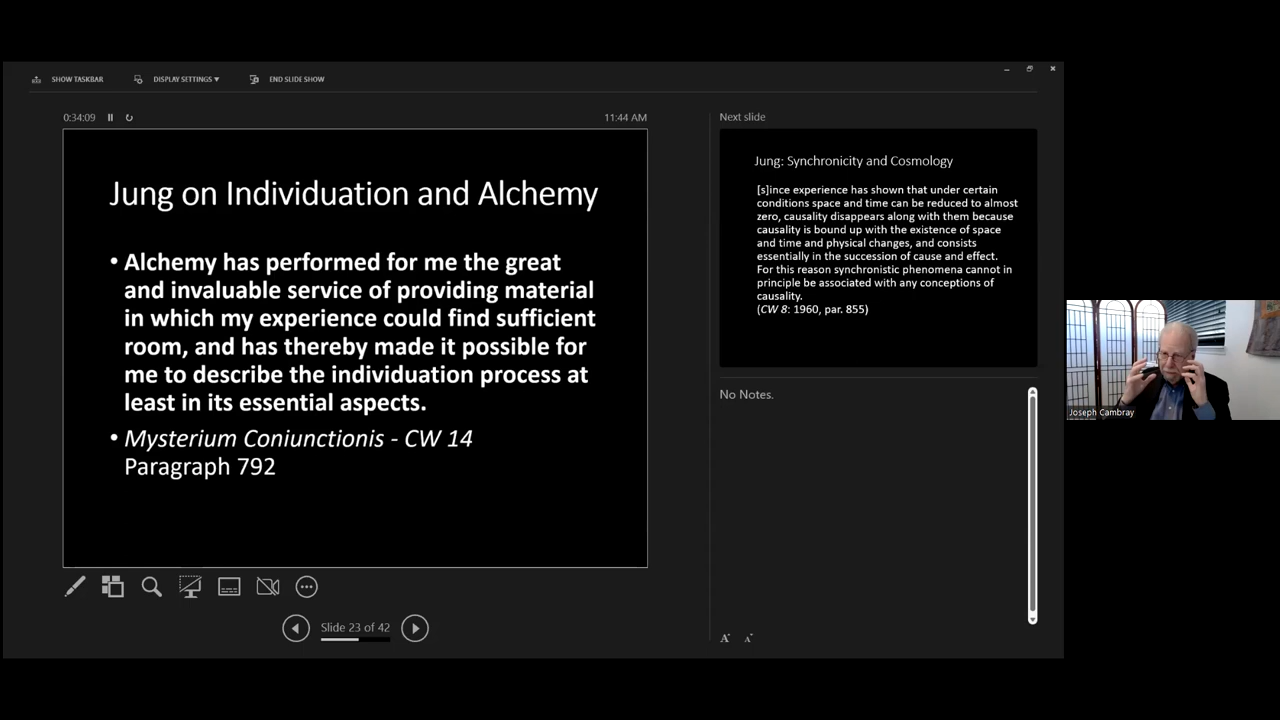 SHOW TASKBAR
DISPLAY SETTINGS ▼
END SLIDE SHOW
0:34:09
11:44 AM
Jung on Individuation and Alchemy
• Alchemy has performed for me the great
and invaluable service of providing material
in which my experience could find sufficient
room, and has thereby made it possible for
me to describe the individuation process at
least in its essential aspects.
• Mysterium Coniunctionis - CW 14
Paragraph 792
Slide 23 of 42
Next slide
Jung: Synchronicity and Cosmology
[s]ince experience has shown that under certain
conditions space and time can be reduced to almost
zero, causality disappears along with them because
causality is bound up with the existence of space
and time and physical changes, and consists
essentially in the succession of cause and effect.
For this reason synchronistic phenomena cannot in
principle be associated with any conceptions of
causality.
(CW 8: 1960, par. 855)
No Notes.
A A
Joseph Cambray